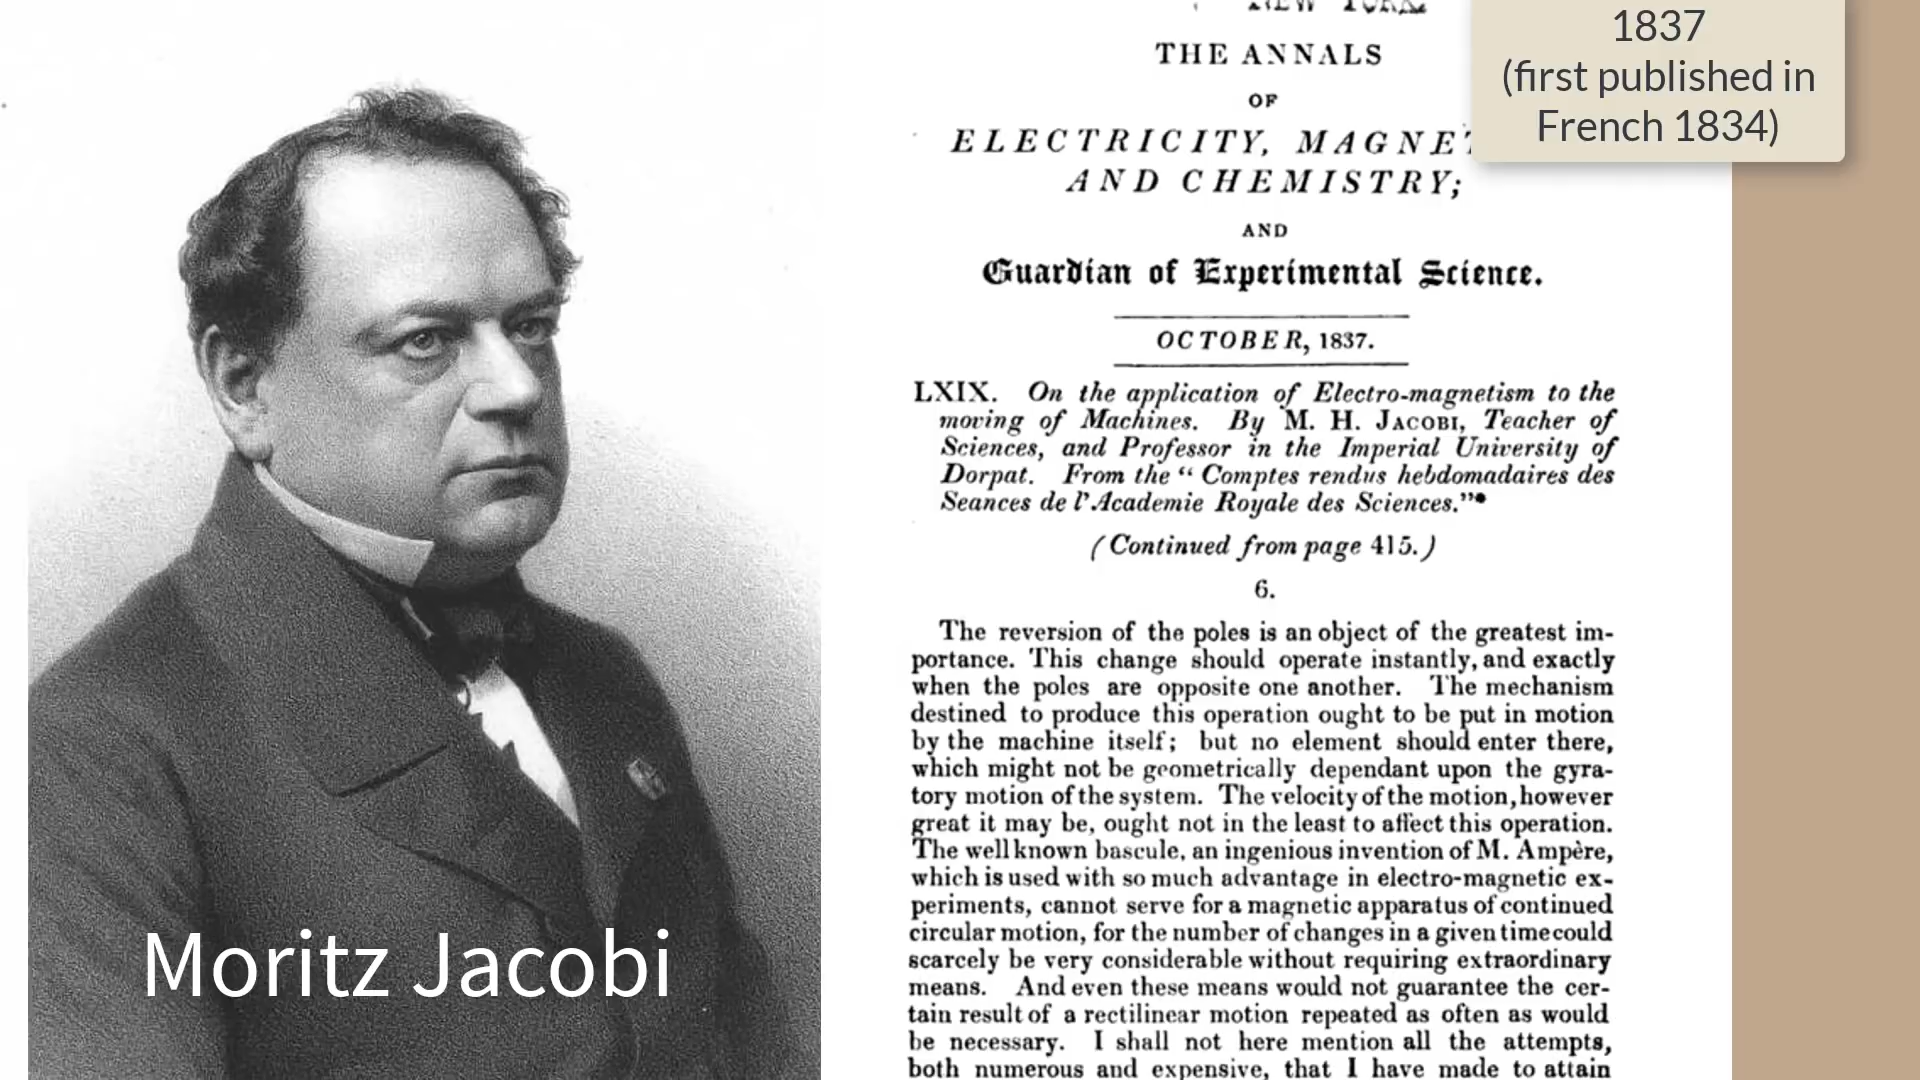 NEW YORK
1837
(first published in
French 1834)
THE ANNALS
OF
ELECTRICITY, MAGNET
AND CHEMISTRY;
AND
Guardian of Experimental Science.
OCTOBER, 1837.
LXIX. On the application of Electro-magnetism to the
moving of Machines. By M. H. JACOBI, Teacher of
Sciences, and Professor in the Imperial University of
Dorpat. From the “ Comptes rendus hebdomadaires des
Seances de l’Academie Royale des Sciences.”*
(Continued from page 415.)
6.
The reversion of the poles is an object of the greatest im-
portance. This change should operate instantly, and exactly
when the poles are opposite one another. The mechanism
destined to produce this operation ought to be put in motion
by the machine itself; but no element should enter there,
which might not be geometrically dependant upon the gyra-
tory motion of the system. The velocity of the motion, however
great it may be, ought not in the least to affect this operation.
The well known bascule, an ingenious invention of M. Ampère,
which is used with so much advantage in electro-magnetic ex-
periments, cannot serve for a magnetic apparatus of continued
circular motion, for the number of changes in a given time could
scarcely be very considerable without requiring extraordinary
means. And even these means would not guarantee the cer-
tain result of a rectilinear motion repeated as often as would
be necessary. I shall not here mention all the attempts,
both numerous and expensive, that I have made to attain
Moritz Jacobi